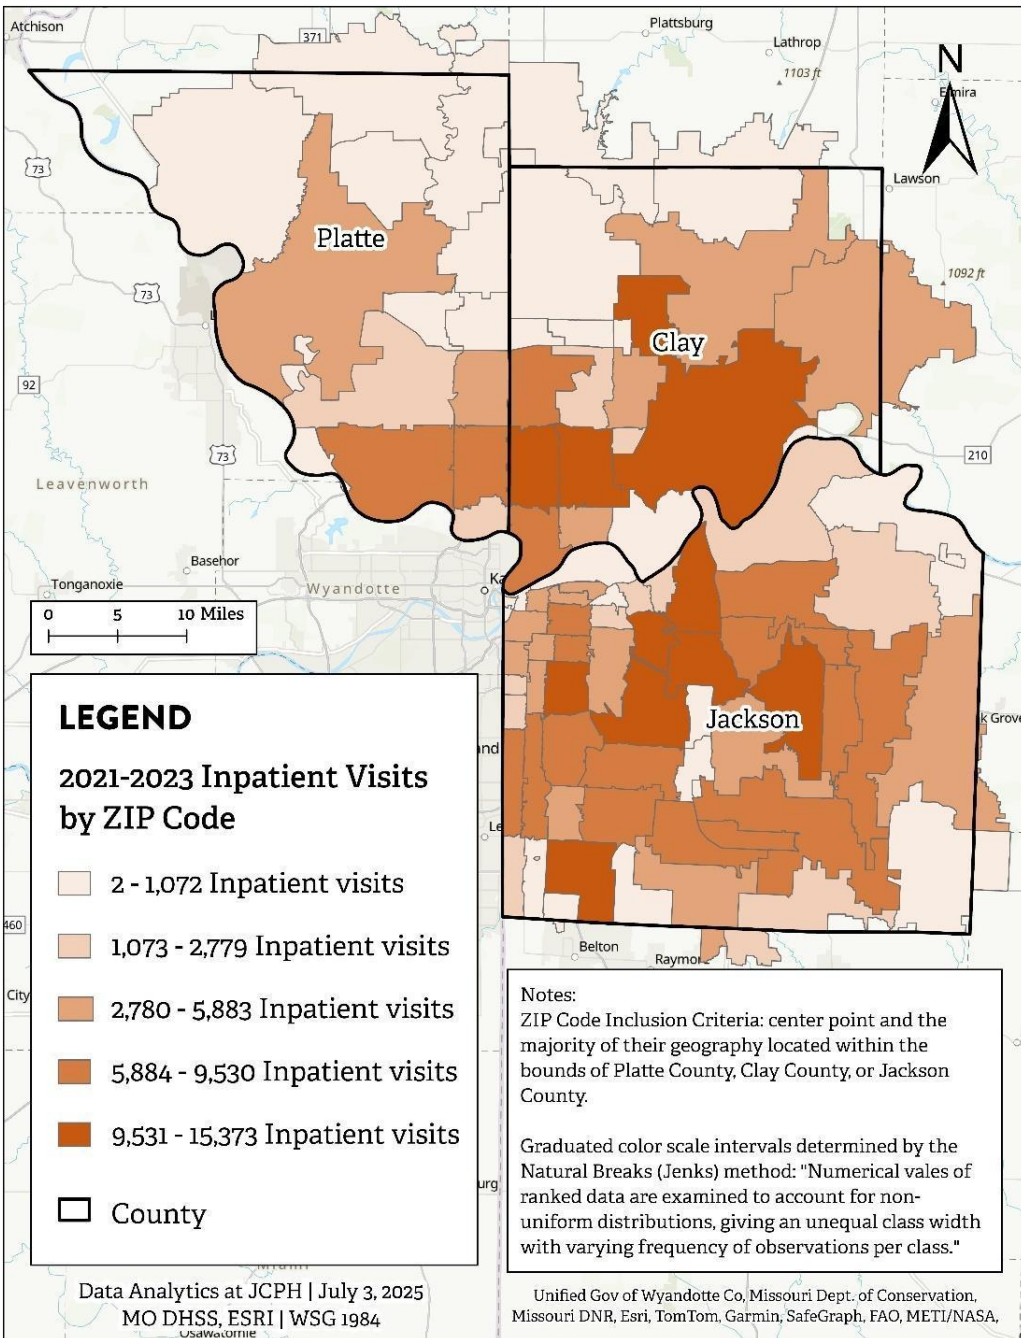 Atchison
371
Plattsburg
Lathrop
1103 ft
N
Elmira
73
Lawson
Platte
1092 ft
73
Clay
92
73
210
Leavenworth
Basehor
Tonganoxie
Wyandotte
0 5 10 Miles
Jackson
k Grove
LEGEND
2021-2023 Inpatient Visits
by ZIP Code
2 - 1,072 Inpatient visits
1,073 - 2,779 Inpatient visits
2,780 - 5,883 Inpatient visits
5,884 - 9,530 Inpatient visits
9,531 - 15,373 Inpatient visits
County
460
City
nd
Le
urg
Belton
Raymor
Notes:
ZIP Code Inclusion Criteria: center point and the
majority of their geography located within the
bounds of Platte County, Clay County, or Jackson
County.
Graduated color scale intervals determined by the
Natural Breaks (Jenks) method: "Numerical vales of
ranked data are examined to account for non-
uniform distributions, giving an unequal class width
with varying frequency of observations per class."
Data Analytics at JCPH | July 3, 2025
MO DHSS, ESRI | WSG 1984
Osawatomie
Unified Gov of Wyandotte Co, Missouri Dept. of Conservation,
Missouri DNR, Esri, TomTom, Garmin, SafeGraph, FAO, METI/NASA,